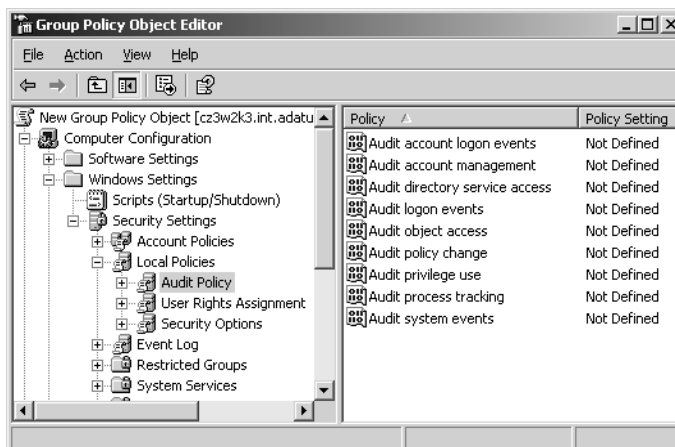 Group Policy Object Editor
File Action View Help
New Group Policy Object [cz3w2k3.int.adatu
Computer Configuration
Software Settings
Windows Settings
Scripts (Startup/Shutdown)
Security Settings
Account Policies
Local Policies
Audit Policy
User Rights Assignment
Security Options
Event Log
Restricted Groups
System Services
Policy Policy Setting
Audit account logon events Not Defined
Audit account management Not Defined
Audit directory service access Not Defined
Audit logon events Not Defined
Audit object access Not Defined
Audit policy change Not Defined
Audit privilege use Not Defined
Audit process tracking Not Defined
Audit system events Not Defined